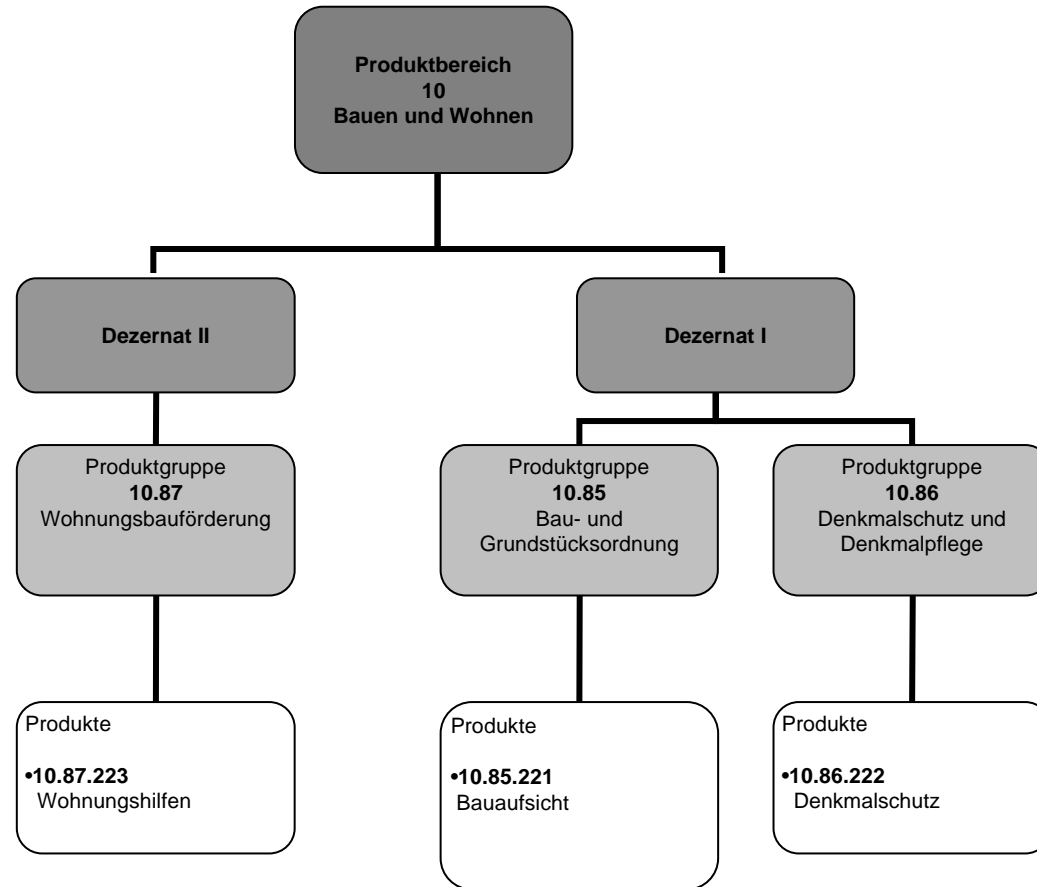 Produktbereich
10
Bauen und Wohnen
Dezernat II
Dezernat I
Produktgruppe
10.87
Wohnungsbauförderung
Produktgruppe
10.85
Bau- und
Grundstücksordnung
Produktgruppe
10.86
Denkmalschutz und
Denkmalpflege
Produkte
•10.87.223
Wohnungshilfen
Produkte
•10.85.221
Bauaufsicht
Produkte
•10.86.222
Denkmalschutz